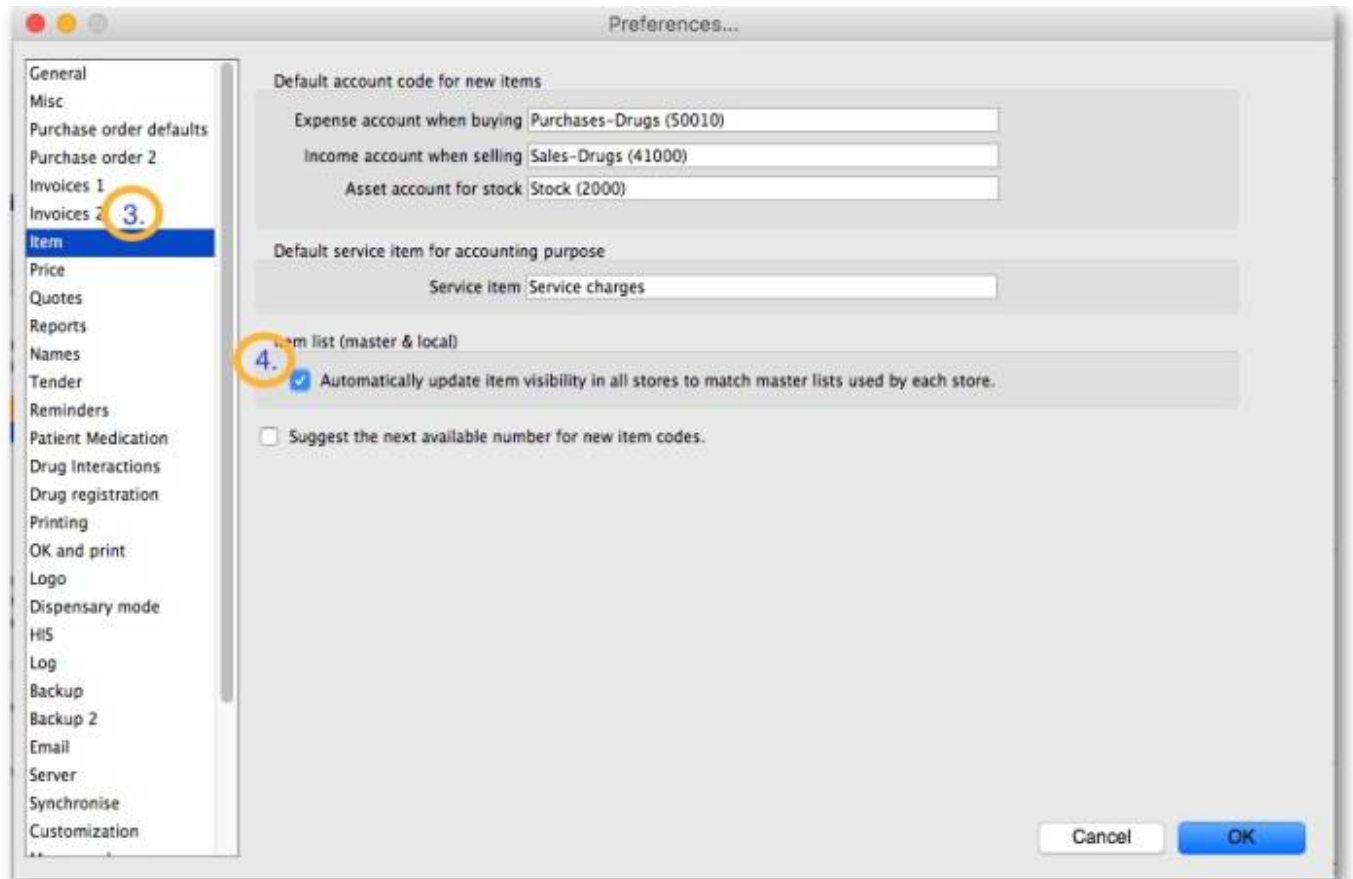 Preferences...
General
Misc
Purchase order defaults
Purchase order 2
Invoices 1
Invoices 2
3.
Item
Price
Quotes
Reports
Names
Tender
Reminders
Patient Medication
Drug Interactions
Drug registration
Printing
OK and print
Logo
Dispensary mode
HIS
Log
Backup
Backup 2
Email
Server
Synchronise
Customization
Default account code for new items
Expense account when buying Purchases-Drugs (50010)
Income account when selling Sales-Drugs (41000)
Asset account for stock Stock (2000)
Default service item for accounting purpose
Service item Service charges
Item list (master & local)
4.
Automatically update item visibility in all stores to match master lists used by each store.
Suggest the next available number for new item codes.
Cancel OK